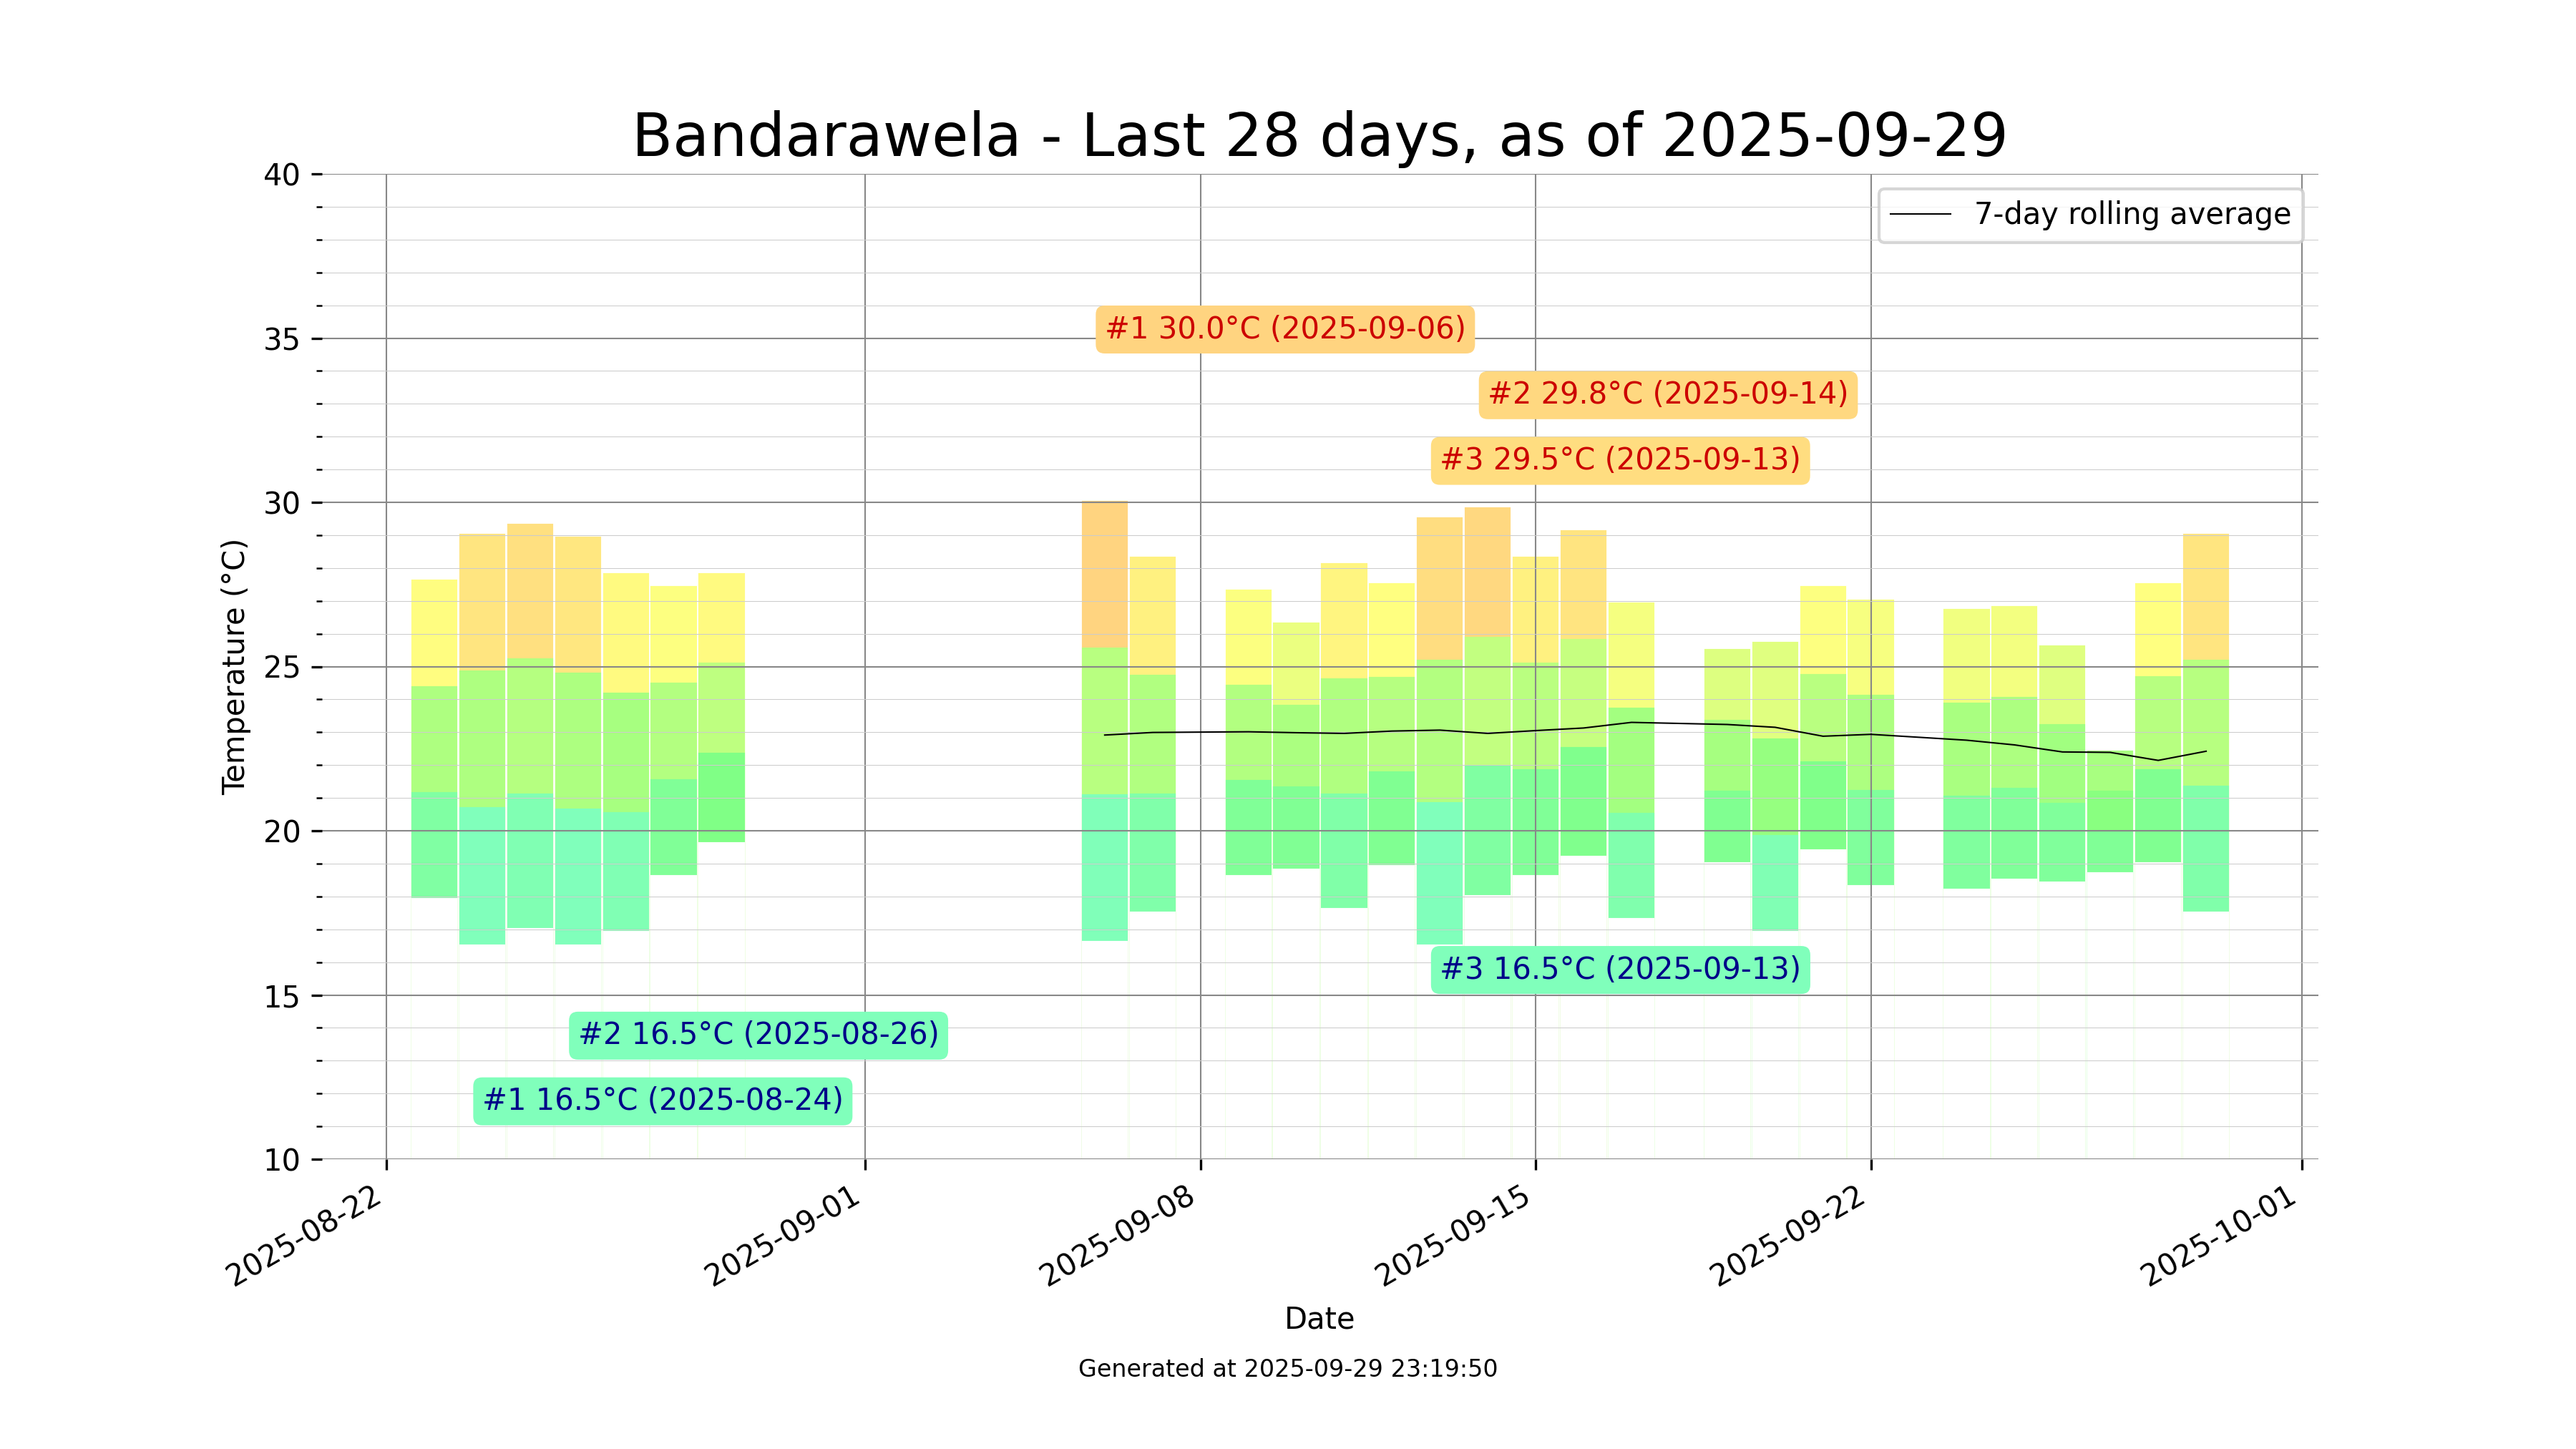 Bandarawela - Last 28 days, as of 2025-09-29
7-day rolling average
Temperature (°C)
40
35
30
25
20
15
10
#1 30.0°C (2025-09-06)
#2 29.8°C (2025-09-14)
#3 29.5°C (2025-09-13)
#3 16.5°C (2025-09-13)
#2 16.5°C (2025-08-26)
#1 16.5°C (2025-08-24)
2025-08-22
2025-09-01
2025-09-08
2025-09-15
2025-09-22
2025-10-01
Date
Generated at 2025-09-29 23:19:50